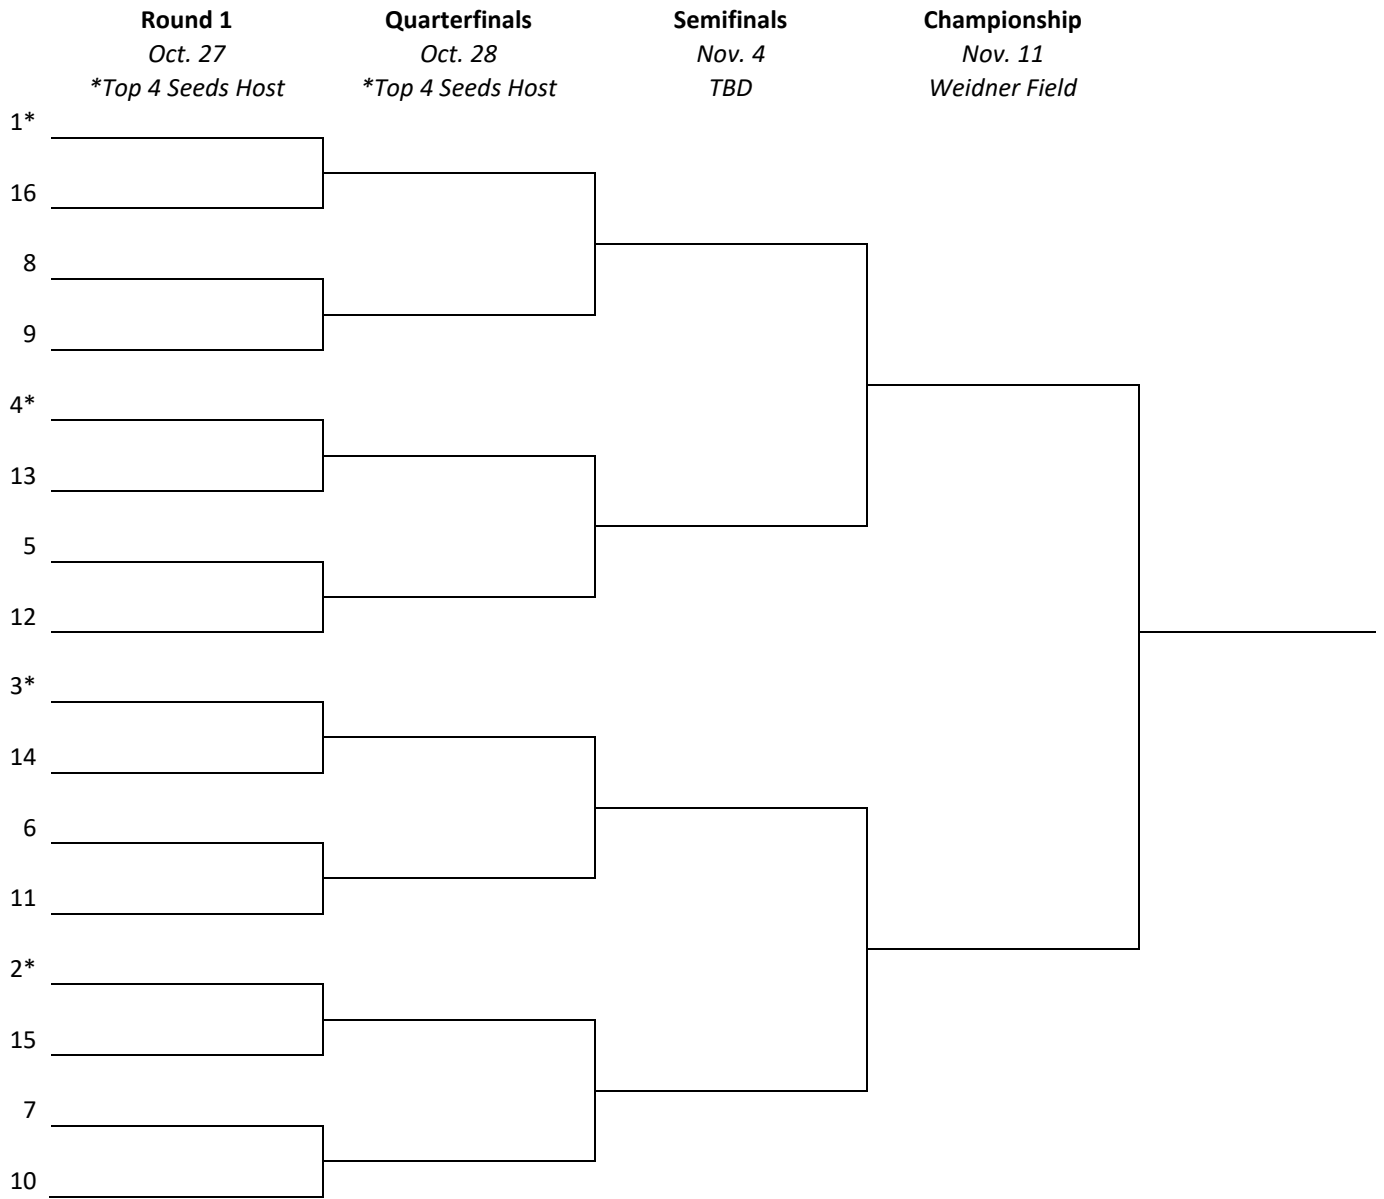 Round 1
Oct. 27
*Top 4 Seeds Host
Quarterfinals
Oct. 28
*Top 4 Seeds Host
Semifinals
Nov. 4
TBD
Championship
Nov. 11
Weidner Field
1*
16
8
9
4*
13
5
12
3*
14
6
11
2*
15
7
10